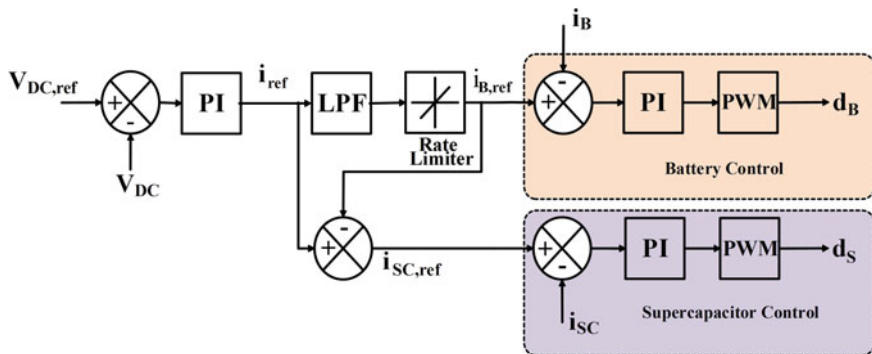 i_B
V_DC,ref
+
-
PI
i_ref
LPF
Rate
Limiter
i_B,ref
-
+
PI
PWM
d_B
V_DC
Battery Control
-
+
i_SC,ref
+
-
PI
PWM
d_S
i_SC
Supercapacitor Control